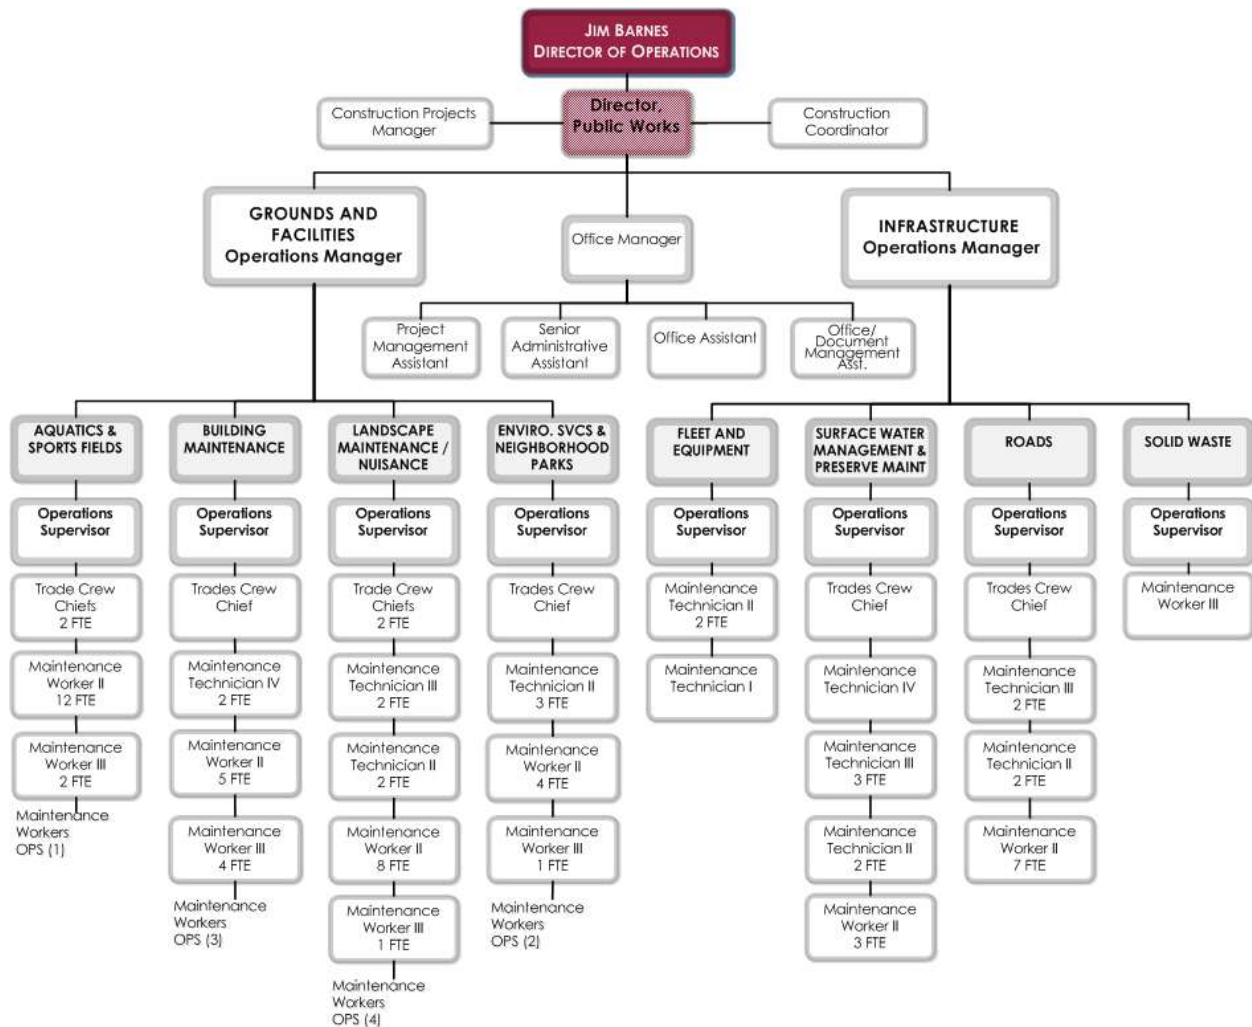 JIM BARNES
DIRECTOR OF OPERATIONS
Director,
Public Works
Construction Projects
Manager
Construction
Coordinator
GROUNDS AND
FACILITIES
Operations Manager
Office Manager
INFRASTRUCTURE
Operations Manager
Project
Management
Assistant
Senior
Administrative
Assistant
Office Assistant
Office/
Document
Management
Asst.
AQUATICS &
SPORTS FIELDS
Operations
Supervisor
Trade Crew
Chiefs
2 FTE
Maintenance
Worker II
12 FTE
Maintenance
Worker III
2 FTE
Maintenance
Workers
OPS (1)
BUILDING
MAINTENANCE
Operations
Supervisor
Trades Crew
Chief
Maintenance
Technician IV
2 FTE
Maintenance
Worker II
5 FTE
Maintenance
Worker III
4 FTE
Maintenance
Workers
OPS (3)
LANDSCAPE
MAINTENANCE /
NUISANCE
Operations
Supervisor
Trade Crew
Chiefs
2 FTE
Maintenance
Technician III
2 FTE
Maintenance
Technician II
2 FTE
Maintenance
Worker II
8 FTE
Maintenance
Worker III
1 FTE
Maintenance
Workers
OPS (4)
ENVIRO. SVCS &
NEIGHBORHOOD
PARKS
Operations
Supervisor
Trades Crew
Chief
Maintenance
Technician II
3 FTE
Maintenance
Worker II
4 FTE
Maintenance
Worker III
1 FTE
Maintenance
Workers
OPS (2)
FLEET AND
EQUIPMENT
Operations
Supervisor
Maintenance
Technician II
2 FTE
Maintenance
Technician I
SURFACE WATER
MANAGEMENT &
PRESERVE MAINT
Operations
Supervisor
Trades Crew
Chief
Maintenance
Technician IV
Maintenance
Technician III
3 FTE
Maintenance
Technician II
2 FTE
Maintenance
Worker II
3 FTE
ROADS
Operations
Supervisor
Trades Crew
Chief
Maintenance
Technician III
2 FTE
Maintenance
Technician II
2 FTE
Maintenance
Worker II
7 FTE
SOLID WASTE
Operations
Supervisor
Maintenance
Worker III